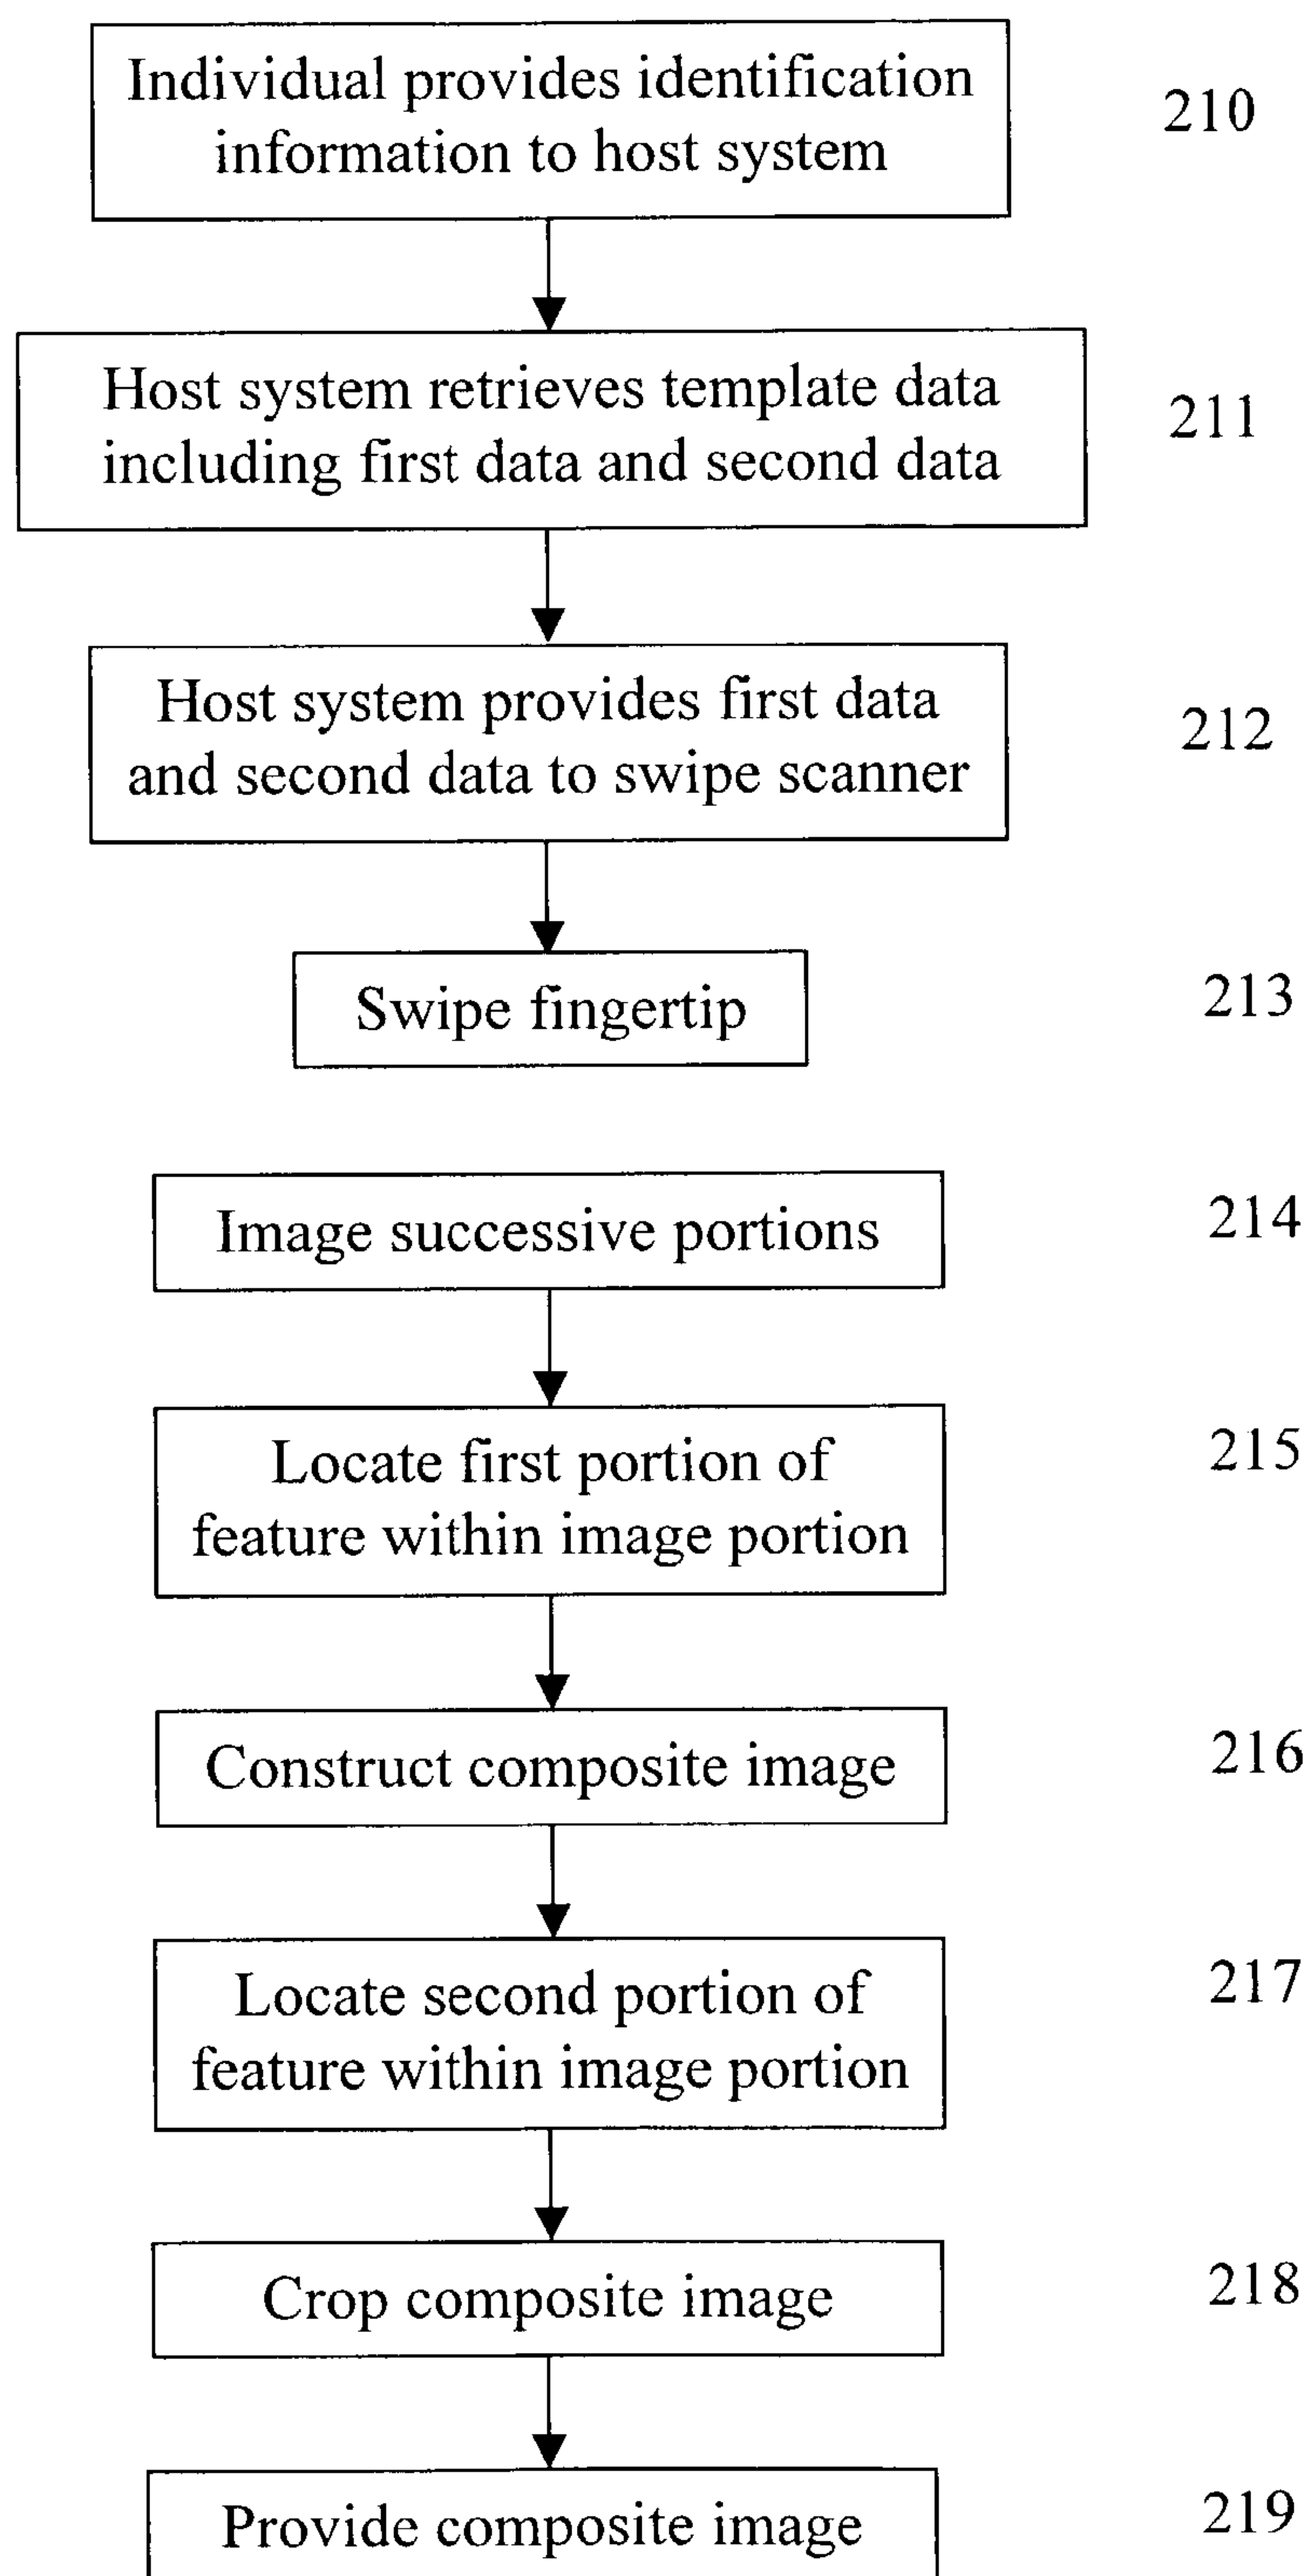 Individual provides identification
information to host system
210
Host system retrieves template data
including first data and second data
211
Host system provides first data
and second data to swipe scanner
212
Swipe fingertip
213
Image successive portions
214
Locate first portion of
feature within image portion
215
Construct composite image
216
Locate second portion of
feature within image portion
217
Crop composite image
218
Provide composite image
219